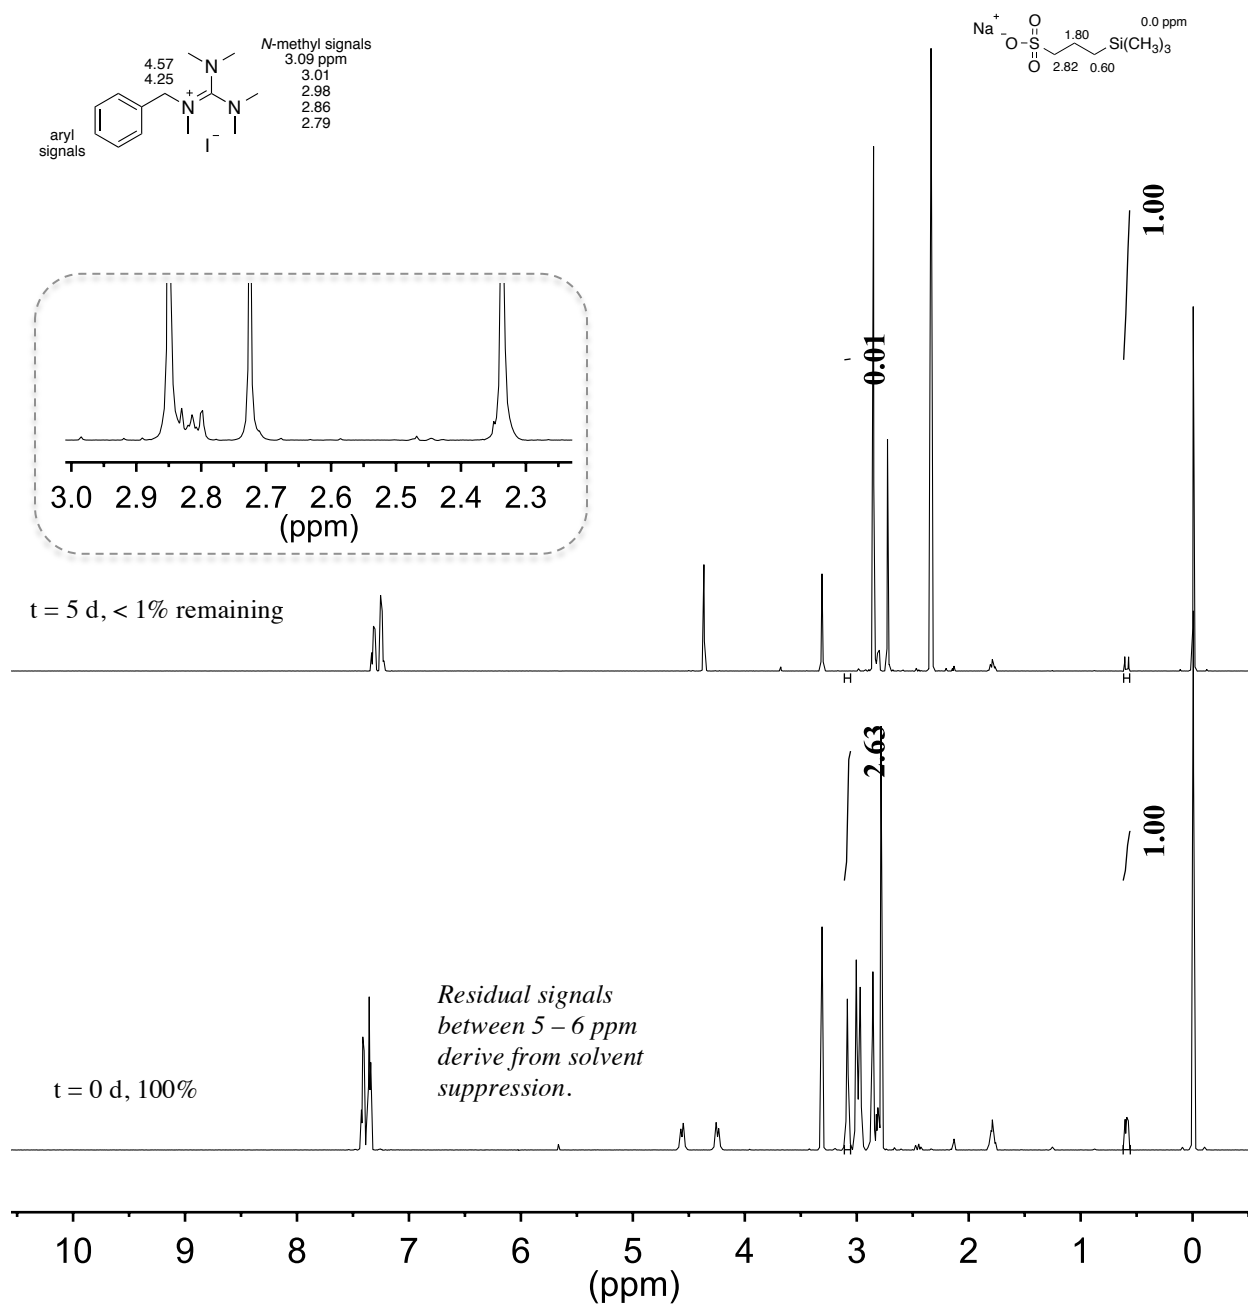 N-methyl signals
3.09 ppm
3.01
2.98
2.86
2.79
4.57
4.25
N
N
+
N
I
−
aryl
signals
Na
+
−
O
S
O
O
1.80
2.82
0.60
Si(CH3)3
0.0 ppm
1.00
0.01
3.0 2.9 2.8 2.7 2.6 2.5 2.4 2.3
(ppm)
t = 5 d, < 1% remaining
2.63
1.00
Residual signals
between 5 – 6 ppm
derive from solvent
suppression.
t = 0 d, 100%
10 9 8 7 6 5 4 3 2 1 0
(ppm)